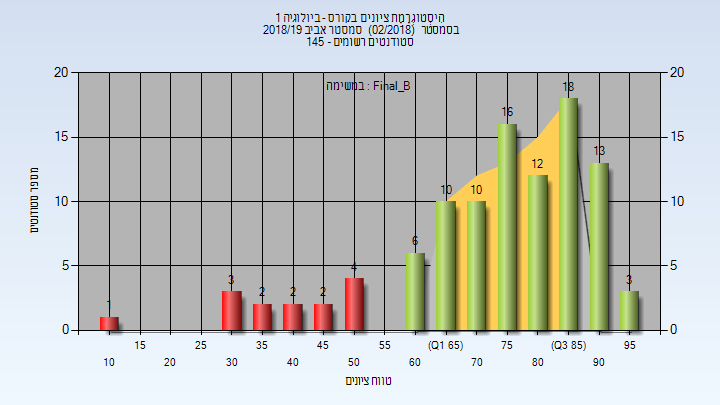 היסטוגרמת ציונים בקורס - ביולוגיה 1
בסמסטר (02/2018) סמסטר אביב 2018/19
סטודנטים רשומים - 145
במשימה : Final_B
20 20
15 15
10 10
5 5
0 0
1 3 2 2 2 4 6 10 10 16 12 18 13 3
מספר סטודנטים
15 25 35 45 55 (Q1 65) 75 (Q3 85) 95
10 20 30 40 50 60 70 80 90
טווח ציונים